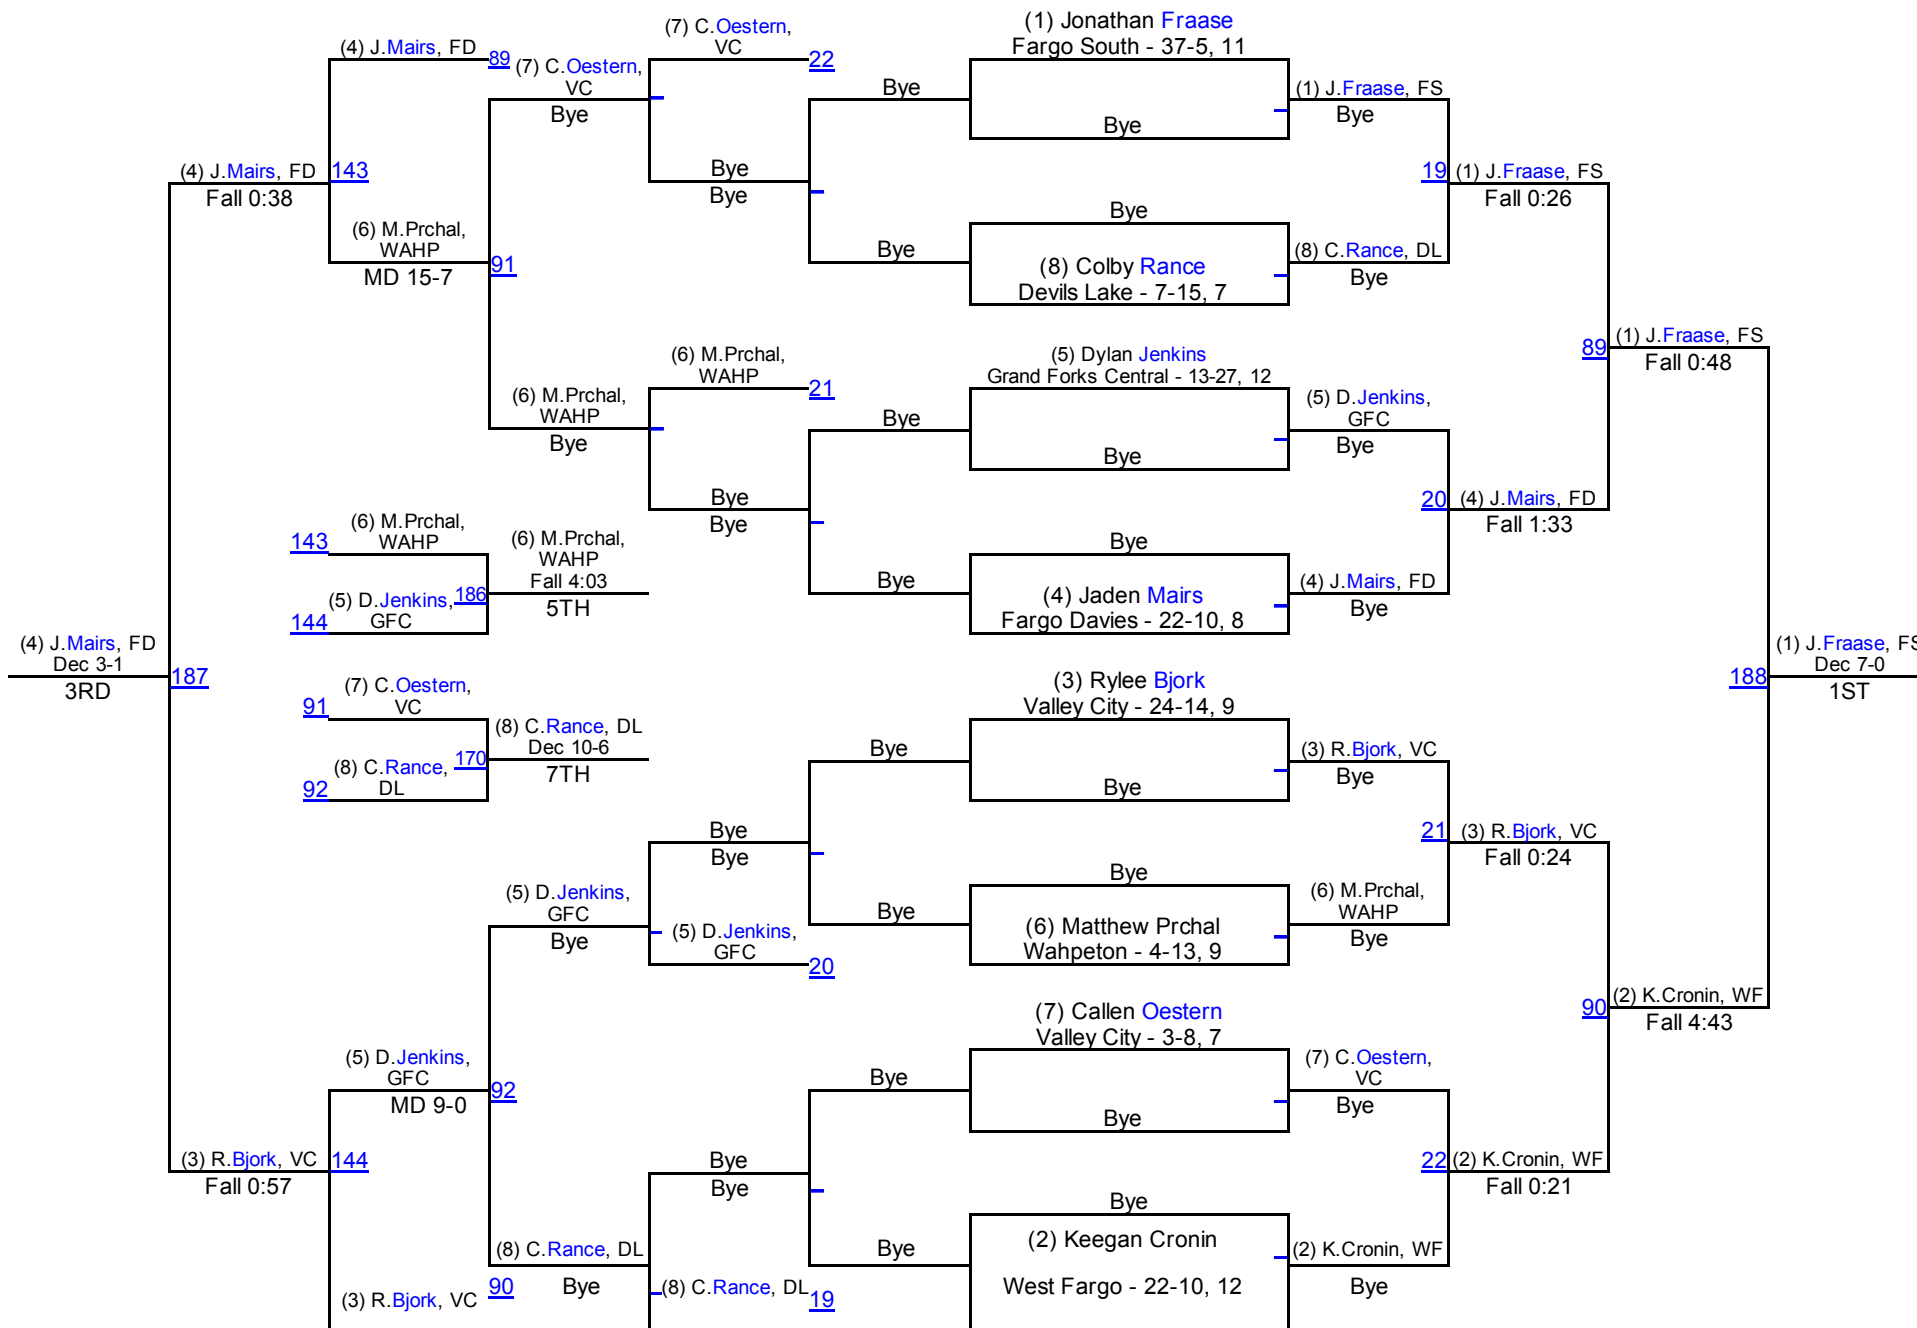 (1) Jonathan Fraase
Fargo South - 37-5, 11
(7) C.Oestern,
VC
22
(4) J.Mairs, FD
89
(7) C.Oestern,
VC
Bye
Bye
(1) J.Fraase, FS
Bye
Bye
(4) J.Mairs, FD
143
Fall 0:38
Bye
Bye
19
(1) J.Fraase, FS
Fall 0:26
Bye
(6) M.Prchal,
WAHP
MD 15-7
91
Bye
(8) Colby Rance
Devils Lake - 7-15, 7
(8) C.Rance, DL
Bye
89
(1) J.Fraase, FS
Fall 0:48
(6) M.Prchal,
WAHP
21
(5) Dylan Jenkins
Grand Forks Central - 13-27, 12
(6) M.Prchal,
WAHP
Bye
Bye
(5) D.Jenkins,
GFC
Bye
Bye
Bye
Bye
20
(4) J.Mairs, FD
Fall 1:33
143
(6) M.Prchal,
WAHP
(6) M.Prchal,
WAHP
Fall 4:03
5TH
Bye
Bye
(4) Jaden Mairs
Fargo Davies - 22-10, 8
(4) J.Mairs, FD
Bye
144
(5) D.Jenkins,
GFC
186
(4) J.Mairs, FD
Dec 3-1
3RD
187
188
(1) J.Fraase, FS
Dec 7-0
1ST
91
(7) C.Oestern,
VC
(3) Rylee Bjork
Valley City - 24-14, 9
(8) C.Rance, DL
Dec 10-6
7TH
170
Bye
(3) R.Bjork, VC
Bye
92
(8) C.Rance,
DL
Bye
Bye
Bye
21
(3) R.Bjork, VC
Fall 0:24
(5) D.Jenkins,
GFC
Bye
Bye
Bye
(6) Matthew Prchal
Wahpeton - 4-13, 9
(6) M.Prchal,
WAHP
Bye
(5) D.Jenkins,
GFC
20
90
(2) K.Cronin, WF
Fall 4:43
(7) Callen Oestern
Valley City - 3-8, 7
(5) D.Jenkins,
GFC
MD 9-0
92
Bye
(7) C.Oestern,
VC
Bye
Bye
(3) R.Bjork, VC
144
Fall 0:57
Bye
Bye
22
(2) K.Cronin, WF
Fall 0:21
Bye
(8) C.Rance, DL
Bye
Bye
(2) Keegan Cronin
West Fargo - 22-10, 12
(2) K.Cronin, WF
Bye
(3) R.Bjork, VC
90
(8) C.Rance, DL
19